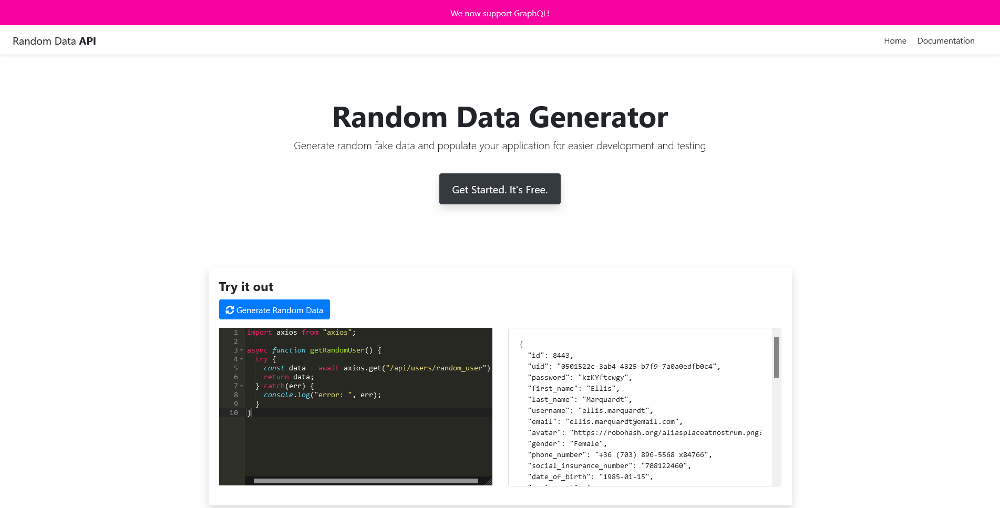 We now support GraphQL!
Random Data API
Home
Documentation
Random Data Generator
Generate random fake data and populate your application for easier development and testing
Get Started. It's Free.
Try it out
Generate Random Data
1 import axios from "axios";
2
3 async function getRandomUser() {
4 try {
5 const data = await axios.get("/api/users/random_user")
6 return data;
7 } catch(err) {
8 console.log("error: ", err);
9 }
10 }
{
"id": 8443,
"uid": "0501522c-3ab4-4325-b7f9-7a0a0edfb0c4",
"password": "kzKYftcwgy",
"first_name": "Ellis",
"last_name": "Marquardt",
"username": "ellis.marquardt",
"email": "ellis.marquardt@email.com",
"avatar": "https://robohash.org/aliasplaceatnostrum.png?
"gender": "Female",
"phone_number": "+36 (703) 896-5568 x84766",
"social_insurance_number": "708122460",
"date_of_birth": "1985-01-15",